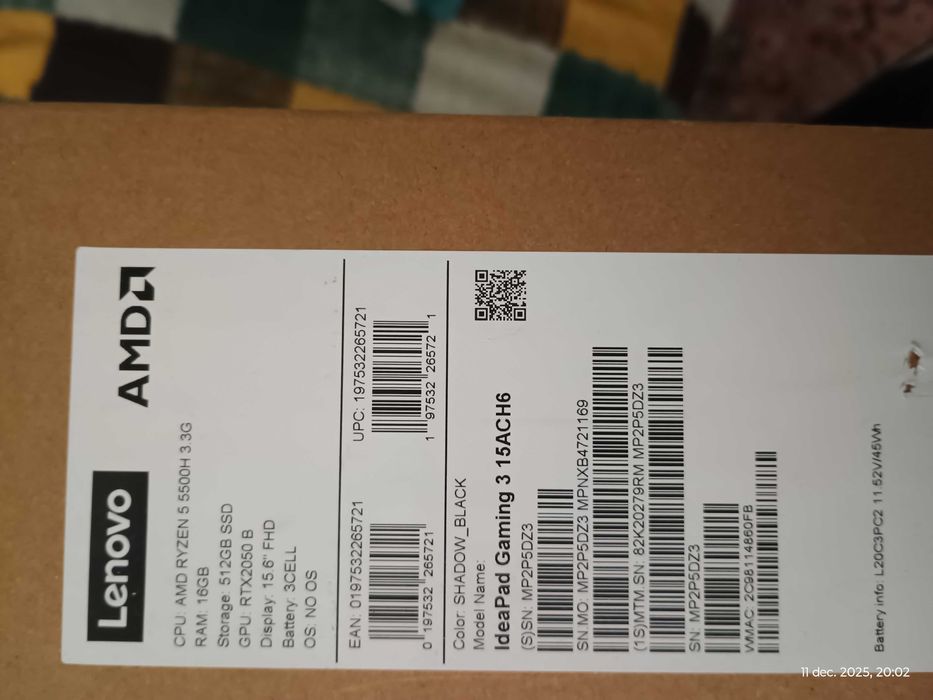 Lenovo
AMD
CPU: AMD RYZEN 5 5500H 3.3G
RAM: 16GB
Storage: 512GB SSD
GPU: RTX2050 B
Display: 15.6" FHD
Battery: 3CELL
OS: NO OS
EAN: 0197532265721
0 197532 265721
UPC: 197532265721
1 97532 26572 1
Color: SHADOW_BLACK
Model Name:
IdeaPad Gaming 3 15ACH6
(S)SN: MP2P5DZ3
SN MO: MP2P5DZ3 MPNXB4721169
(1S)MTM.SN: 82K20279RM MP2P5DZ3
SN: MP2P5DZ3
WMAC: 2C98114860FB
Battery info: L20C3PC2 11.52V/45Wh
11 dec. 2025, 20:02